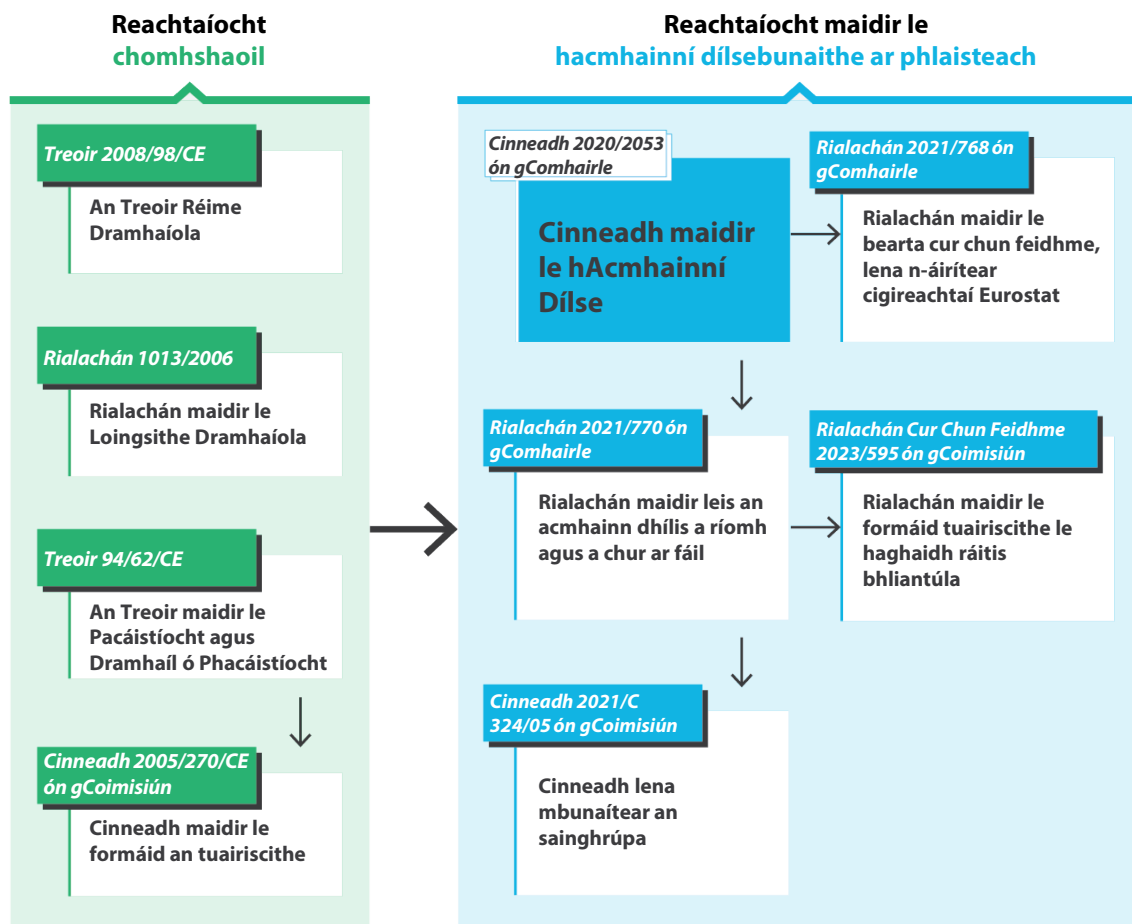 Reachtaíocht
chomhshaoil
Treoir 2008/98/CE
An Treoir Réime
Dramhaíola
Rialachán 1013/2006
Rialachán maidir le
Loingsithe Dramhaíola
Treoir 94/62/CE
An Treoir maidir le
Pacáistíocht agus
Dramhaíl ó Phacáistíocht
Cinneadh 2005/270/CE
ón gCoimisiún
Cinneadh maidir le
formáid an tuairiscithe
Reachtaíocht maidir le
hacmhainní dílsebunaithe ar phlaisteach
Cinneadh 2020/2053
ón gComhairle
Cinneadh maidir
le hAcmhainní
Dílse
Rialachán 2021/768 ón
gComhairle
Rialachán maidir le
bearta cur chun feidhme,
lena n-áirítear
cigireachtaí Eurostat
Rialachán 2021/770 ón
gComhairle
Rialachán maidir leis an
acmhainn dhílis a ríomh
agus a chur ar fáil
Rialachán Cur Chun Feidhme
2023/595 ón gCoimisiún
Rialachán maidir le
formáid tuairiscithe le
haghaidh ráitis
bhliantúla
Cinneadh 2021/C
324/05 ón gCoimisiún
Cinneadh lena
mbunaítear an
sainghrúpa